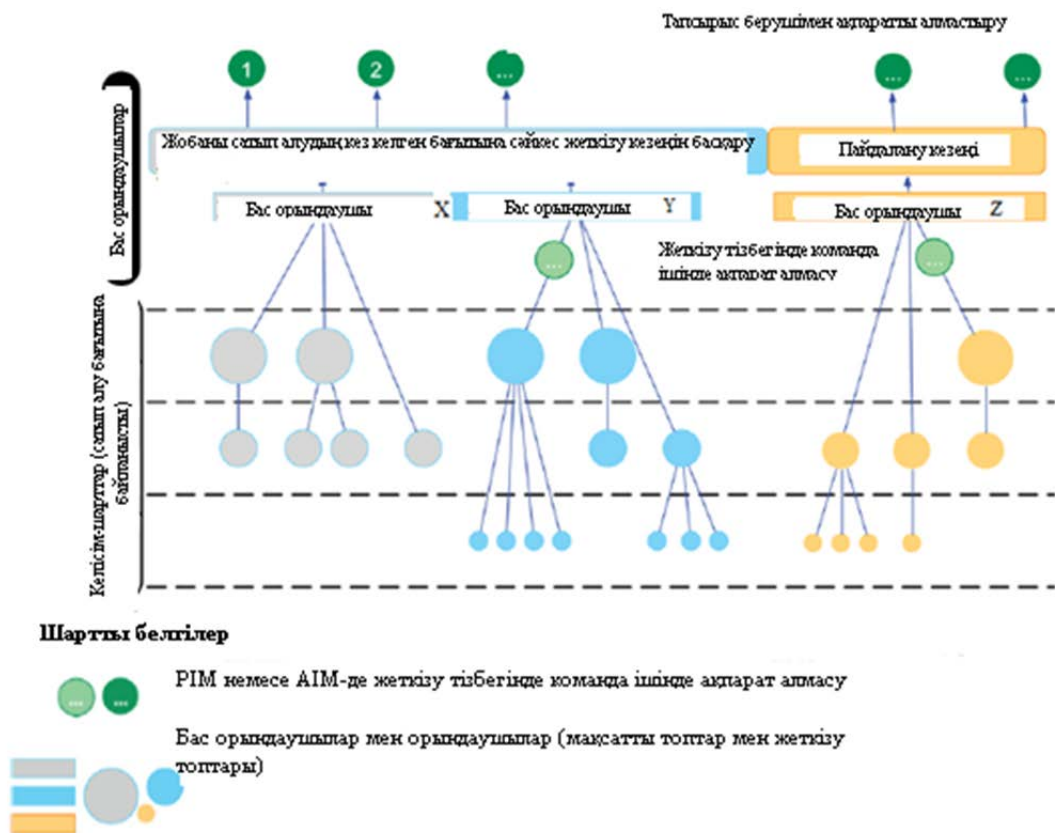 Тапсырыс берушімен ақпаратты алмастыру
1
2
...
...
...
Бас орындаушылар
Жобаны сатып алудың кез келген бағытына сәйкес жеткізу кезеңін басқару
Пайдалану кезеңі
Бас орындаушы X
Бас орындаушы Y
Бас орындаушы Z
...
Жеткізу тізбегінде команда
ішінде ақпарат алмасу
...
Келісім-шарттар (сатып алу бағытына
байланысты)
Шартты белгілер
... ...
PIM немесе AIM-де жеткізу тізбегінде команда ішінде ақпарат алмасу
Бас орындаушылар мен орындаушылар (мақсатты топтар мен жеткізу
топтары)